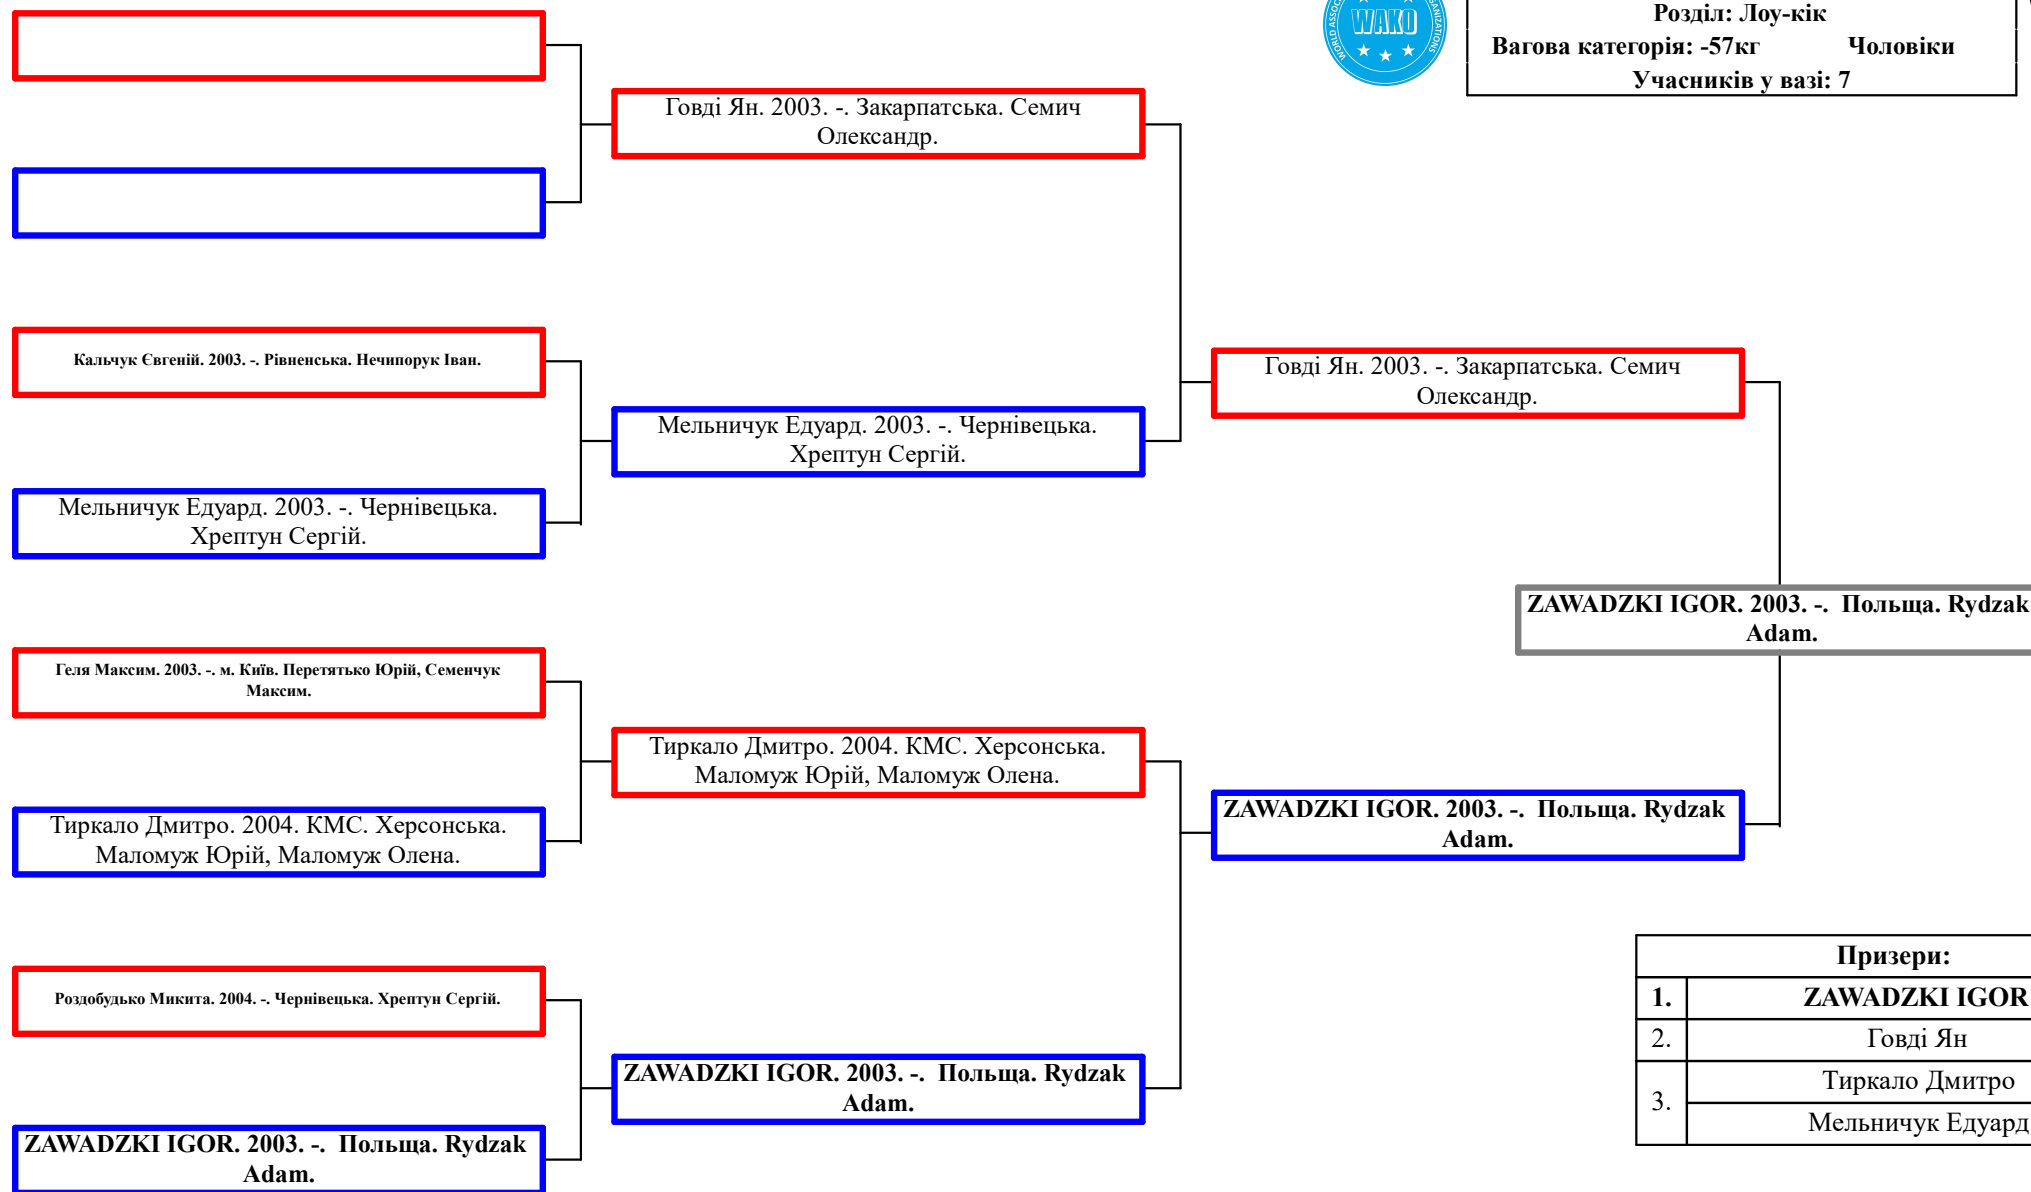 WAKO
WORLD ASSOC
GANIZATIONS
Розділ: Лоу-кік
Вагова категорія: -57кг Чоловіки
Учасників у вазі: 7
Говді Ян. 2003. -. Закарпатська. Семич
Олександр.
Кальчук Євгеній. 2003. -. Рівненська. Нечипорук Іван.
Говді Ян. 2003. -. Закарпатська. Семич
Олександр.
Мельничук Едуард. 2003. -. Чернівецька.
Хрептун Сергій.
Мельничук Едуард. 2003. -. Чернівецька.
Хрептун Сергій.
ZAWADZKI IGOR. 2003. -. Польща. Rydzak
Adam.
Геля Максим. 2003. -. м. Київ. Перетятько Юрій, Семенчук
Максим.
Тиркало Дмитро. 2004. КМС. Херсонська.
Маломуж Юрій, Маломуж Олена.
Тиркало Дмитро. 2004. КМС. Херсонська.
Маломуж Юрій, Маломуж Олена.
ZAWADZKI IGOR. 2003. -. Польща. Rydzak
Adam.
Роздобудько Микита. 2004. -. Чернівецька. Хрептун Сергій.
ZAWADZKI IGOR. 2003. -. Польща. Rydzak
Adam.
ZAWADZKI IGOR. 2003. -. Польща. Rydzak
Adam.
Призери:
1. ZAWADZKI IGOR
2. Говді Ян
3. Тиркало Дмитро
Мельничук Едуард